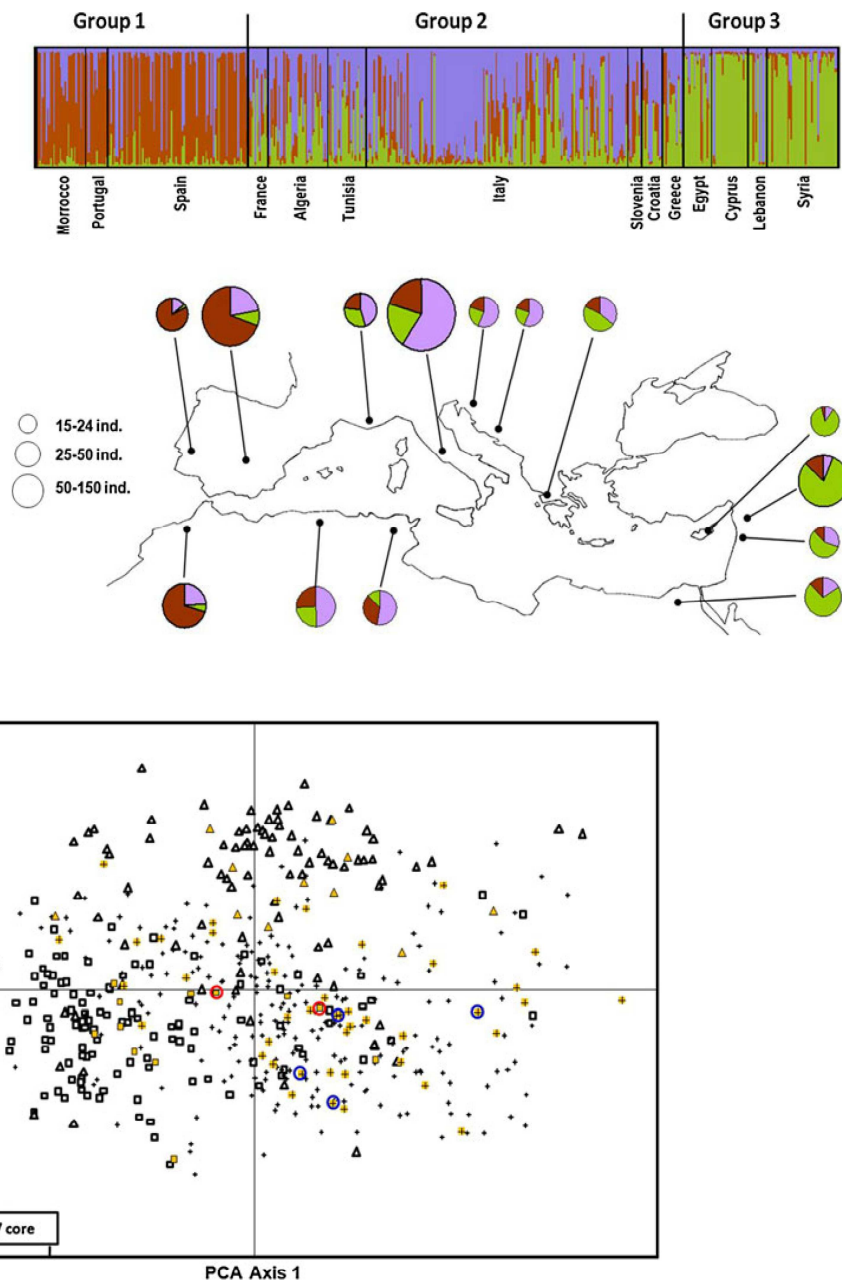 Group 1 Group 2 Group 3
Morrocco Portugal Spain France Algeria Tunisia Italy Slovenia Croatia Greece Egypt Cyprus Lebanon Syria
15-24 ind.
25-50 ind.
50-150 ind.
core
PCA Axis 1